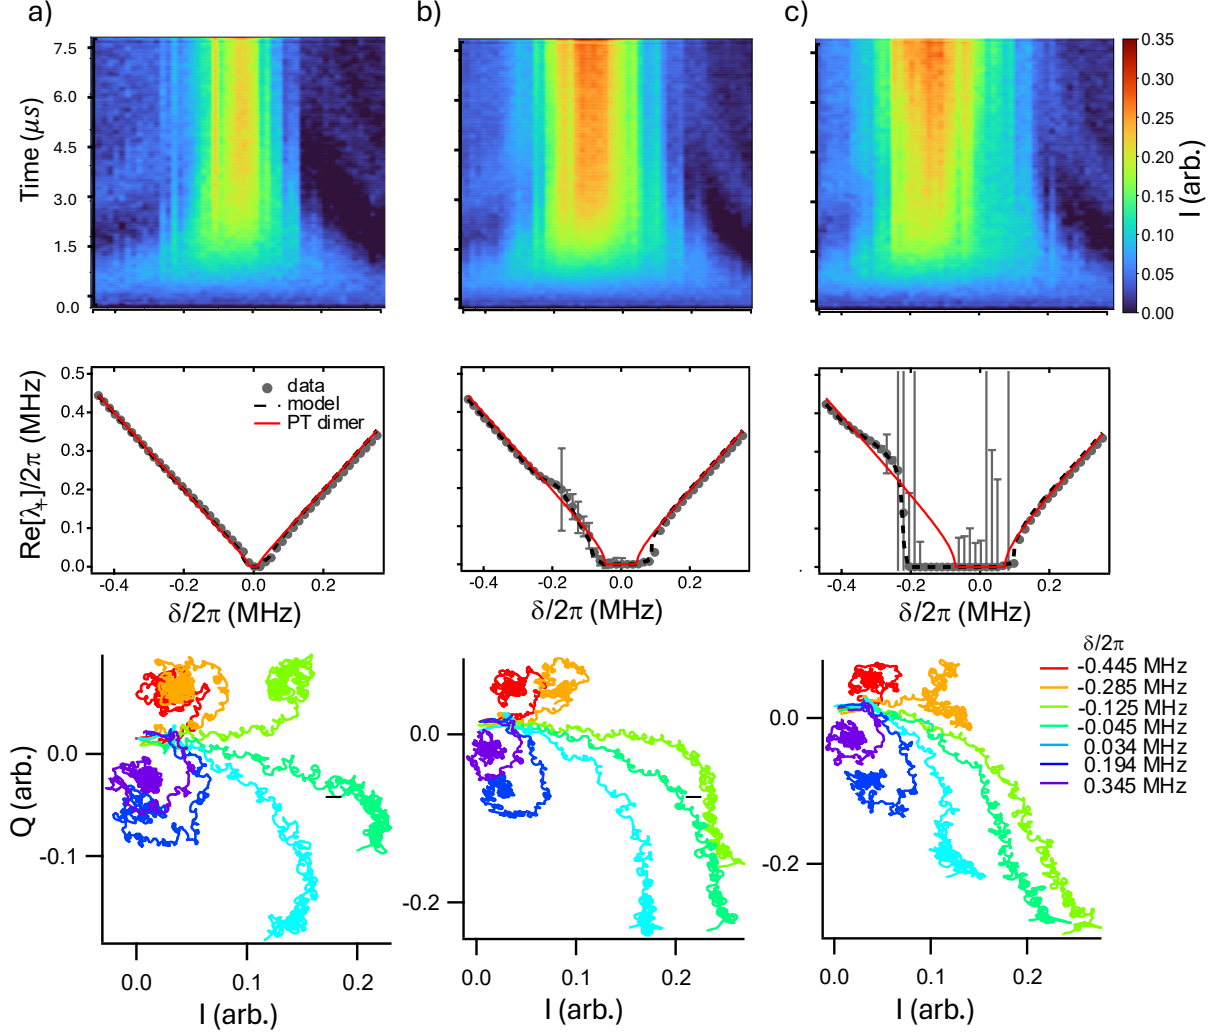 a)
b)
c)
Time (μs)
7.5
6.0
4.5
3.0
1.5
0.0
0.35
0.30
0.25
0.20
0.15
0.10
0.05
0.00
I (arb.)
Re[λ+]/2π (MHz)
0.5
0.4
0.3
0.2
0.1
0.0
data
model
PT dimer
-0.4 -0.2 0.0 0.2
-0.4 -0.2 0.0 0.2
-0.4 -0.2 0.0 0.2
δ/2π (MHz)
δ/2π (MHz)
δ/2π (MHz)
Q (arb.)
0.0
-0.1
0.0
-0.2
0.0
-0.2
δ/2π
-0.445 MHz
-0.285 MHz
-0.125 MHz
-0.045 MHz
0.034 MHz
0.194 MHz
0.345 MHz
0.0 0.1 0.2
0.0 0.1 0.2
0.0 0.1 0.2
I (arb.)
I (arb.)
I (arb.)